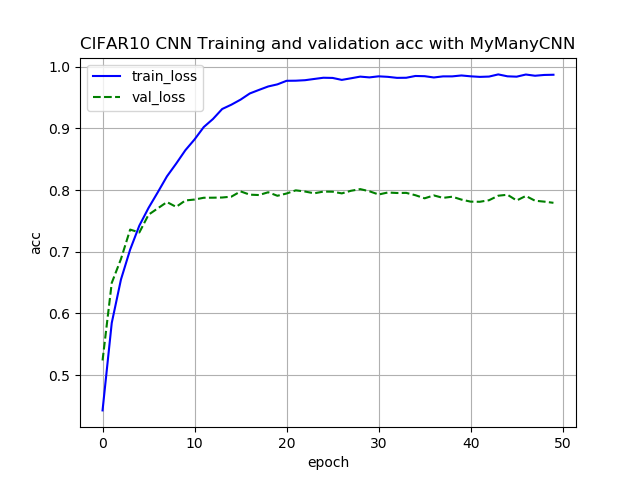 CIFAR10 CNN Training and validation acc with MyManyCNN
train_loss
val_loss
1.0
0.9
0.8
0.7
0.6
0.5
acc
0
10
20
30
40
50
epoch